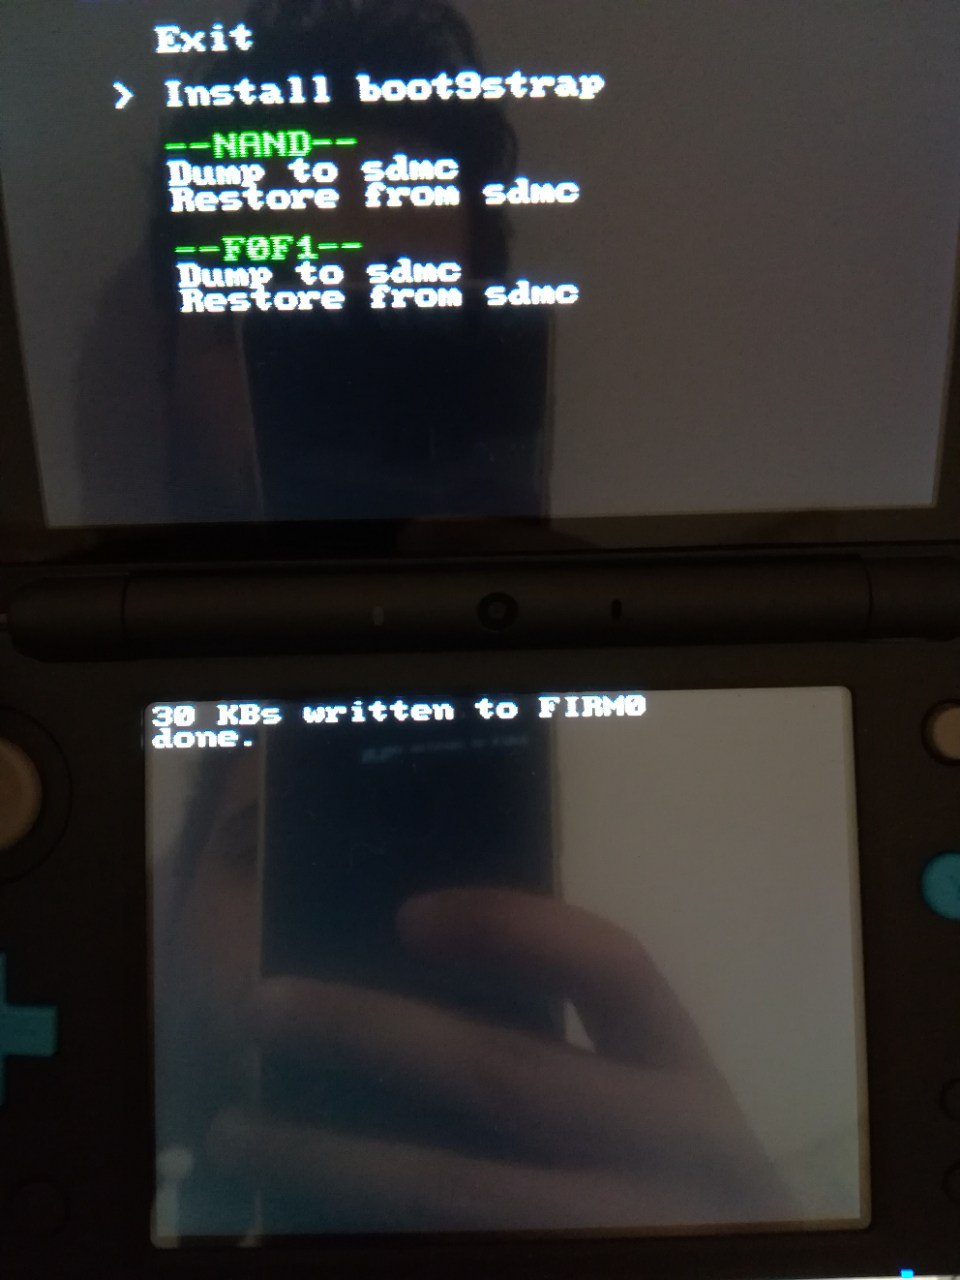 Exit
> Install boot9strap
--NAND--
Dump to sdmc
Restore from sdmc
--F0F1--
Dump to sdmc
Restore from sdmc
30 KBs written to FIRM0
done.